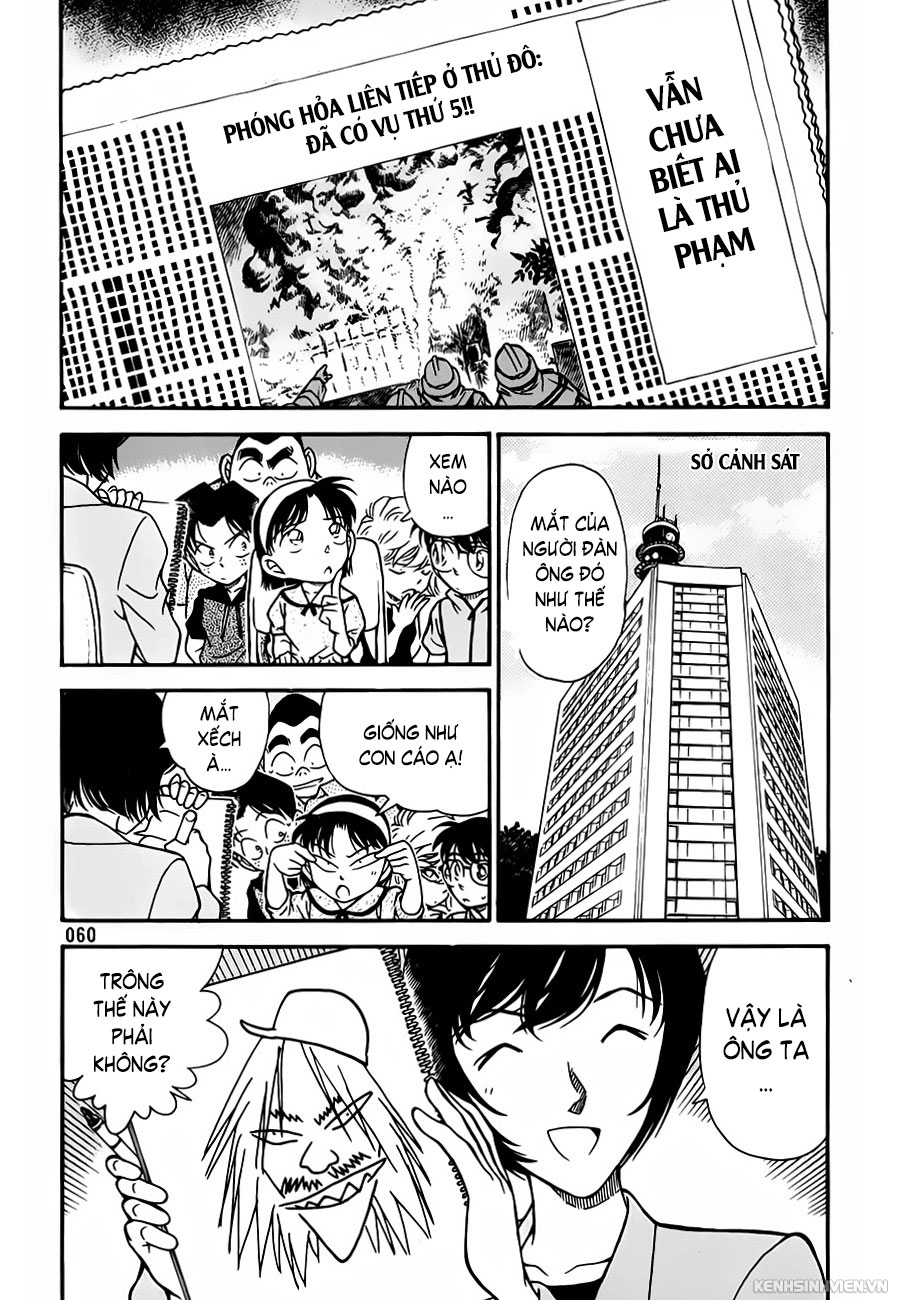 PHÓNG HỎA LIÊN TIẾP Ở THỦ ĐÔ:
ĐÃ CÓ VỤ THỨ 5!!
VẪN
CHƯA
BIẾT AI
LÀ THỦ
PHẠM
SỞ CẢNH SÁT
MẮT CỦA
NGƯỜI ĐÀN
ÔNG ĐÓ
NHƯ THẾ
NÀO?
XEM
NÀO
...
MẮT
XẾCH
À...
GIỐNG NHƯ
CON CÁO Ạ!
060
TRÔNG
THẾ NÀY
PHẢI
KHÔNG?
VẬY LÀ
ÔNG TA
...
KENHSINHVIEN.VN